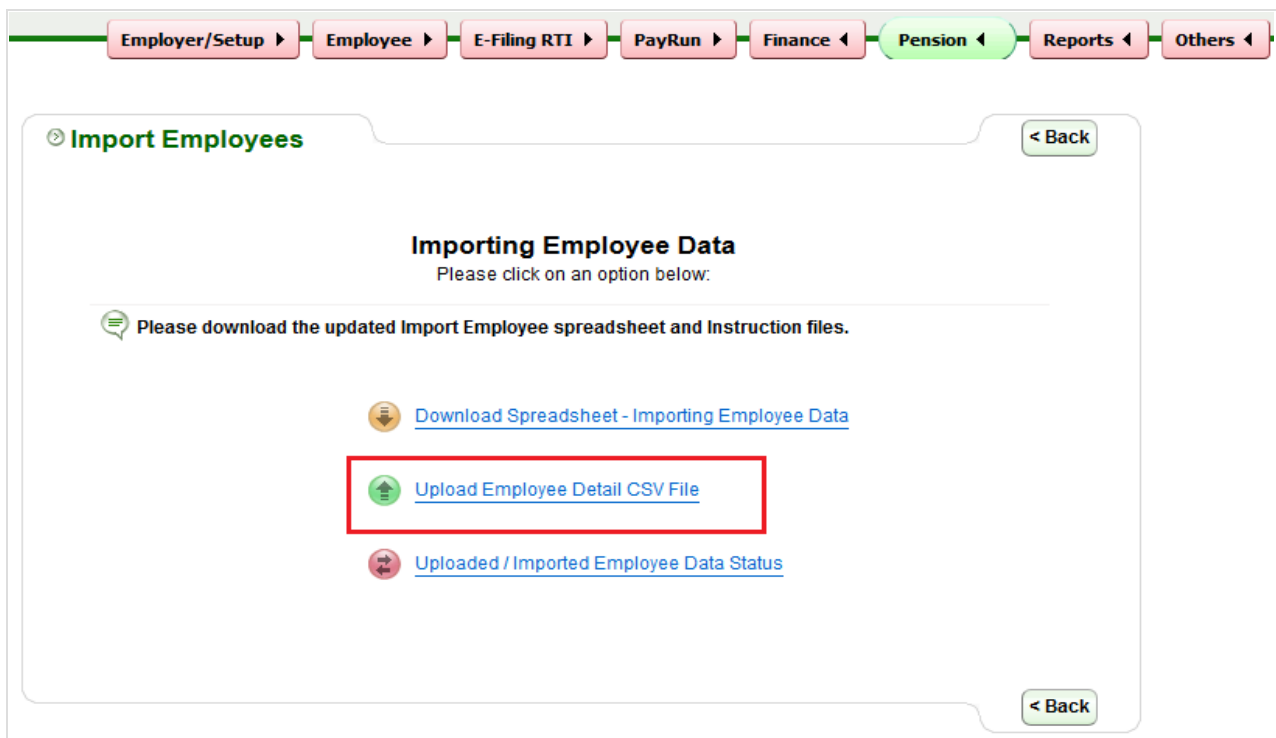 Employer/Setup Employee E-Filing RTI PayRun Finance Pension Reports Others
Import Employees
< Back
Importing Employee Data
Please click on an option below:
Please download the updated Import Employee spreadsheet and Instruction files.
Download Spreadsheet - Importing Employee Data
Upload Employee Detail CSV File
Uploaded / Imported Employee Data Status
< Back